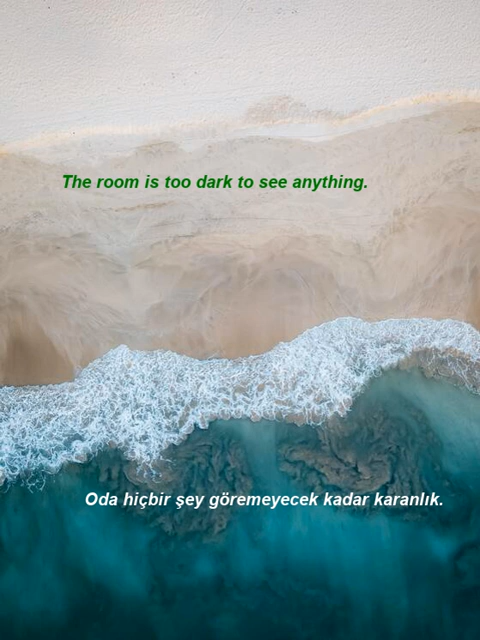 The room is too dark to see anything.
Oda hiçbir şey göremeyecek kadar karanlık.